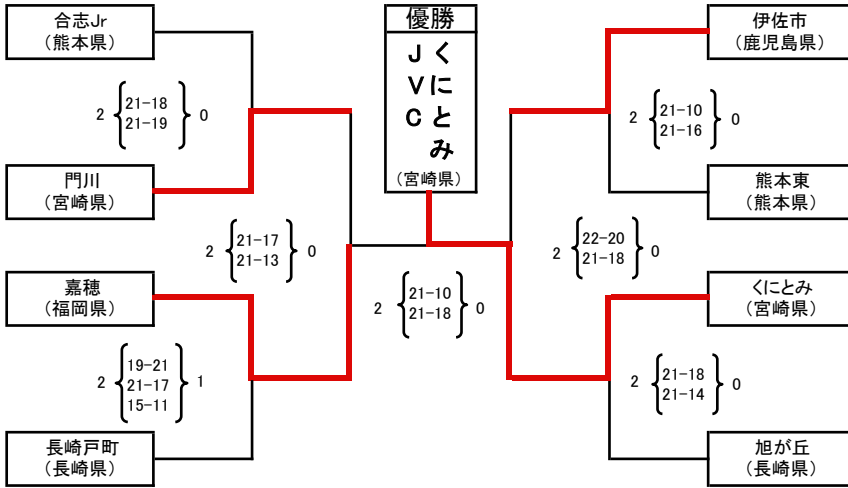 合志Jr
(熊本県)
2 21-18 0
21-19
門川
(宮崎県)
2 21-17 0
21-13
嘉穂
(福岡県)
19-21
2 21-17 1
15-11
長崎戸町
(長崎県)
優勝
くにとみ
JVC
(宮崎県)
2 21-10 0
21-18
伊佐市
(鹿児島県)
2 21-10 0
21-16
熊本東
(熊本県)
2 22-20 0
21-18
くにとみ
(宮崎県)
2 21-18 0
21-14
旭が丘
(長崎県)